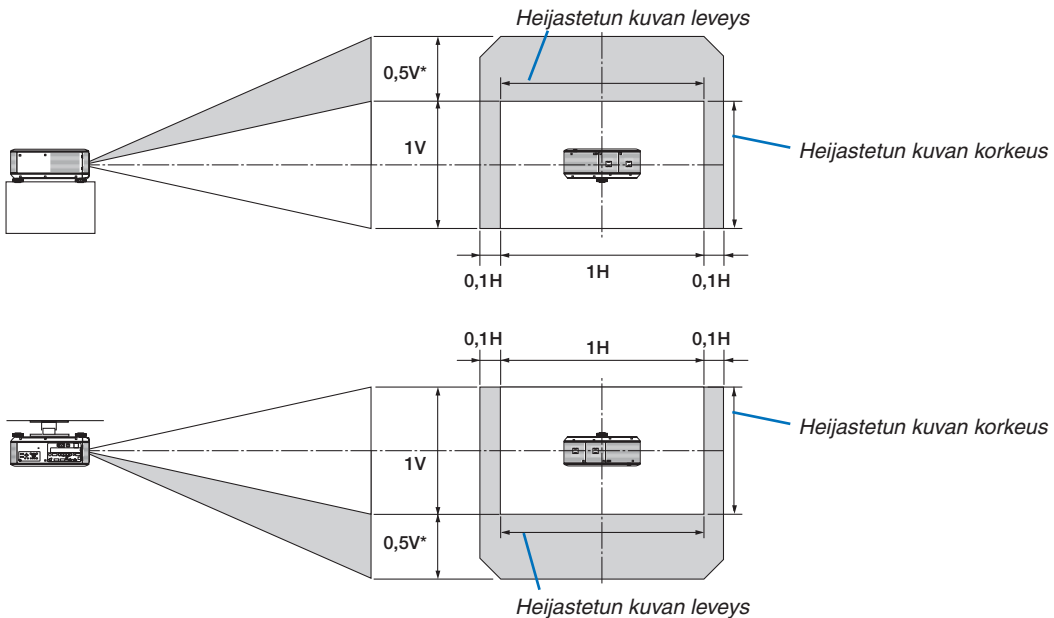 Heijastetun kuvan leveys
0,5V*
1V
Heijastetun kuvan korkeus
0,1H
1H
0,1H
0,1H
1H
0,1H
Heijastetun kuvan korkeus
1V
0,5V*
Heijastetun kuvan leveys